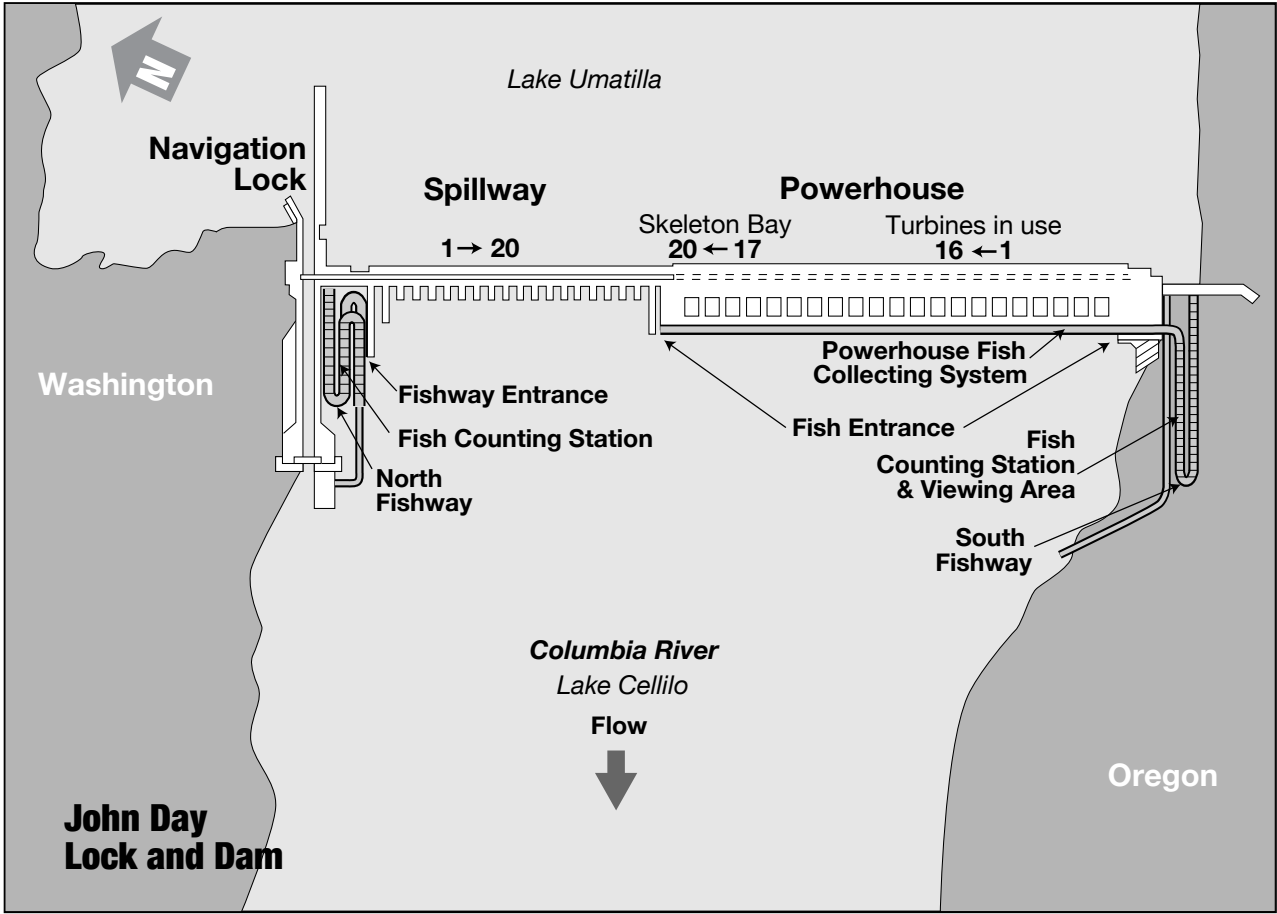 N
Lake Umatilla
Navigation
Lock
Spillway
1→ 20
Powerhouse
Skeleton Bay
20 ← 17
Turbines in use
16 ←1
Washington
Powerhouse Fish
Collecting System
Fishway Entrance
Fish Counting Station
North
Fishway
Fish Entrance
Fish
Counting Station
& Viewing Area
South
Fishway
Columbia River
Lake Cellilo
Flow
Oregon
John Day
Lock and Dam